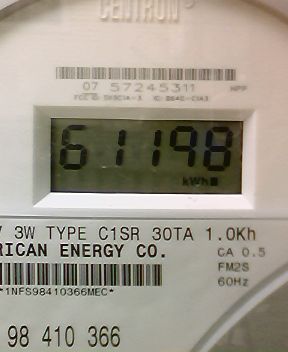 CENTRON
07 57245311
61198
kWh
V 3W TYPE C1SR 30TA 1.0Kh
RICAN ENERGY CO. CA 0.5
FM2S
*1NFS98410366MEC* 60Hz
98 410 366